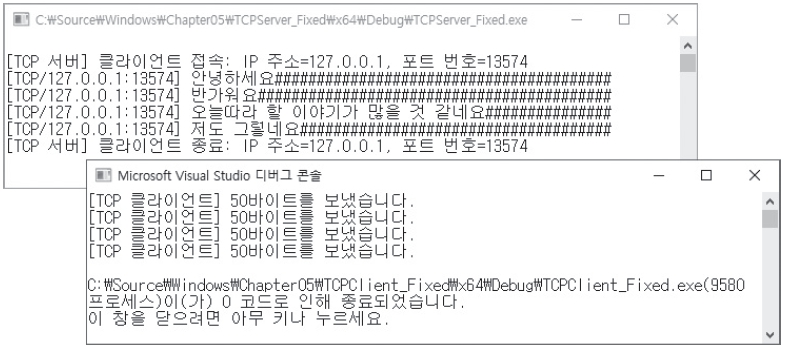 C:₩Source₩Windows₩Chapter05₩TCPServer_Fixed₩x64₩Debug₩TCPServer_Fixed.exe
[TCP 서버] 클라이언트 접속: IP 주소=127.0.0.1, 포트 번호=13574
[TCP/127.0.0.1:13574] 안녕하세요########################################
[TCP/127.0.0.1:13574] 반가워요##########################################
[TCP/127.0.0.1:13574] 오늘따라 할 이야기가 많을 것 같네요###############
[TCP/127.0.0.1:13574] 저도 그렇네요#####################################
[TCP 서버] 클라이언트 종료: IP 주소=127.0.0.1, 포트 번호=13574
Microsoft Visual Studio 디버그 콘솔
[TCP 클라이언트] 50바이트를 보냈습니다.
[TCP 클라이언트] 50바이트를 보냈습니다.
[TCP 클라이언트] 50바이트를 보냈습니다.
[TCP 클라이언트] 50바이트를 보냈습니다.
C:₩Source₩Windows₩Chapter05₩TCPClient_Fixed₩x64₩Debug₩TCPClient_Fixed.exe(9580
프로세스)이(가) 0 코드로 인해 종료되었습니다.
이 창을 닫으려면 아무 키나 누르세요.